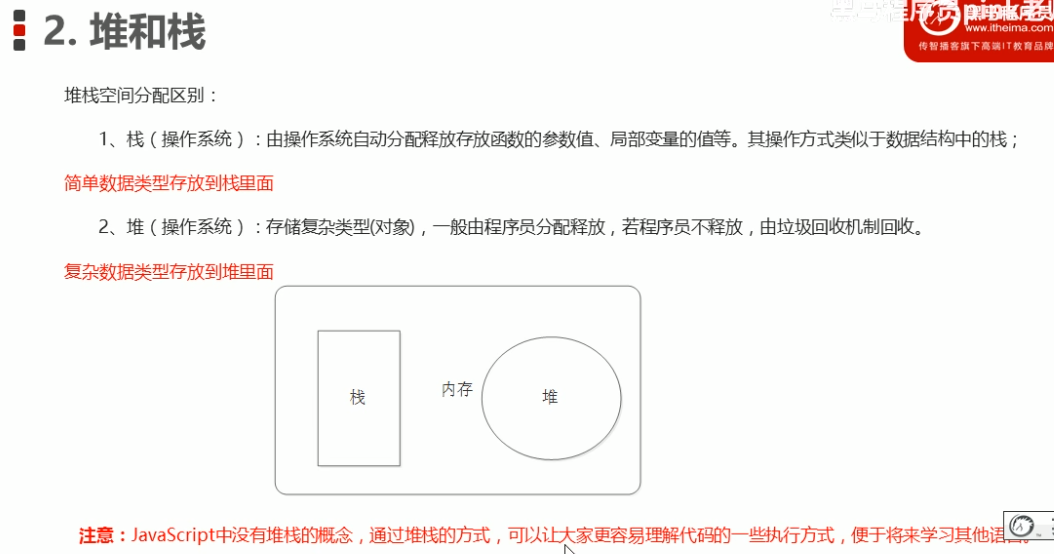 2. 堆和栈
www.itheima.com
传智播客旗下高端IT教育品牌
堆栈空间分配区别：
1、栈（操作系统）：由操作系统自动分配释放存放函数的参数值、局部变量的值等。其操作方式类似于数据结构中的栈；
简单数据类型存放到栈里面
2、堆（操作系统）：存储复杂类型(对象)，一般由程序员分配释放，若程序员不释放，由垃圾回收机制回收。
复杂数据类型存放到堆里面
栈
内存
堆
注意：JavaScript中没有堆栈的概念，通过堆栈的方式，可以让大家更容易理解代码的一些执行方式，便于将来学习其他语言。